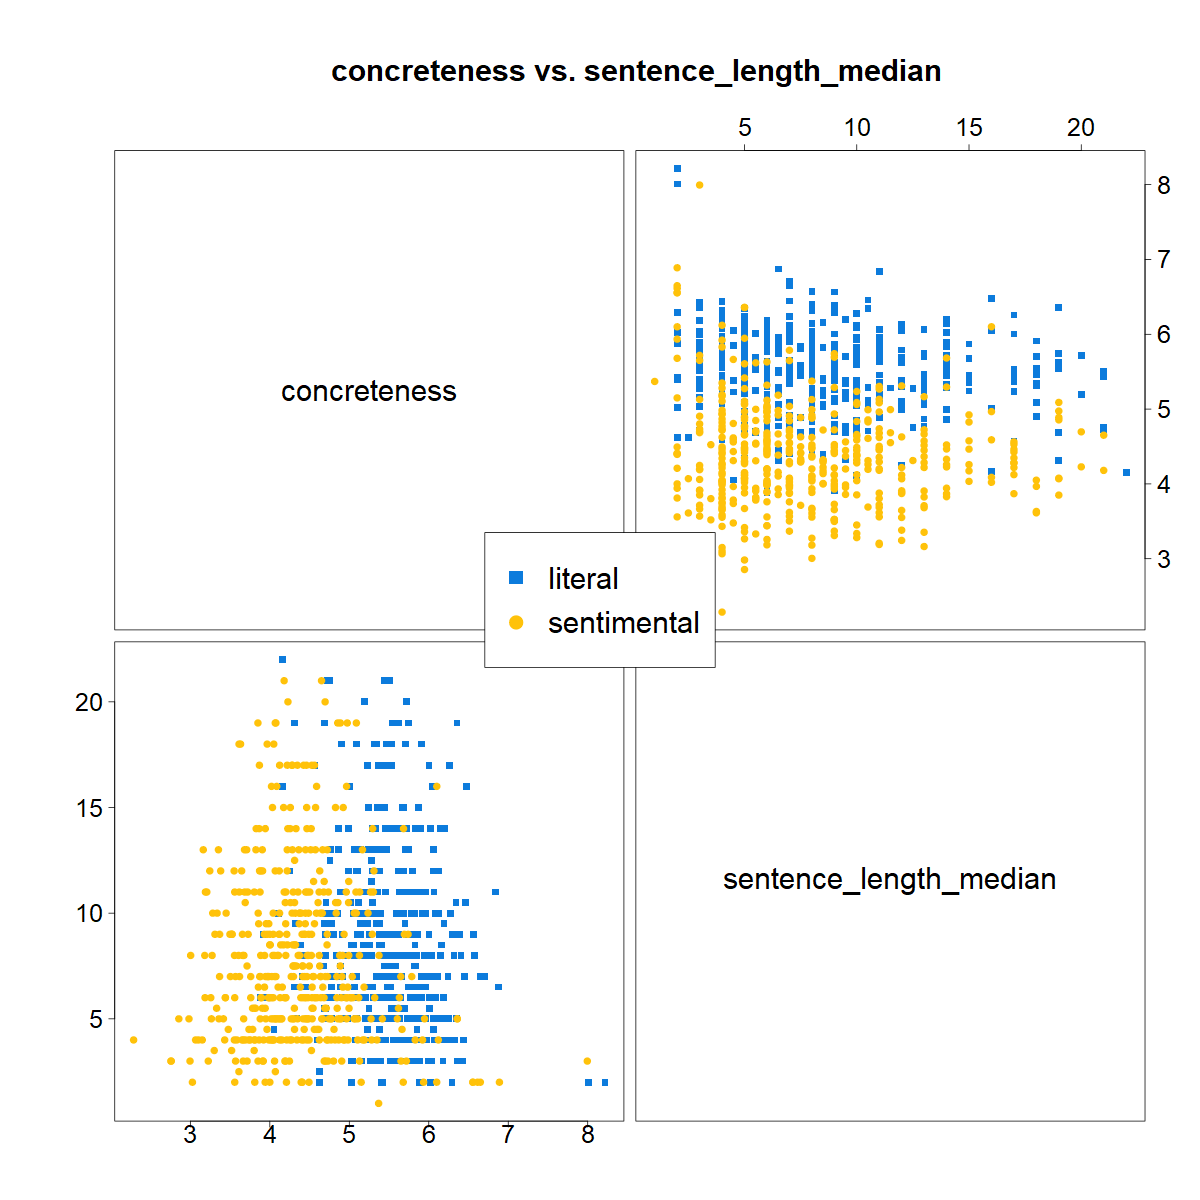 concreteness vs. sentence_length_median
5 10 15 20
8
7
6
5
4
3
concreteness
literal
sentimental
20
15
10
5
sentence_length_median
3 4 5 6 7 8